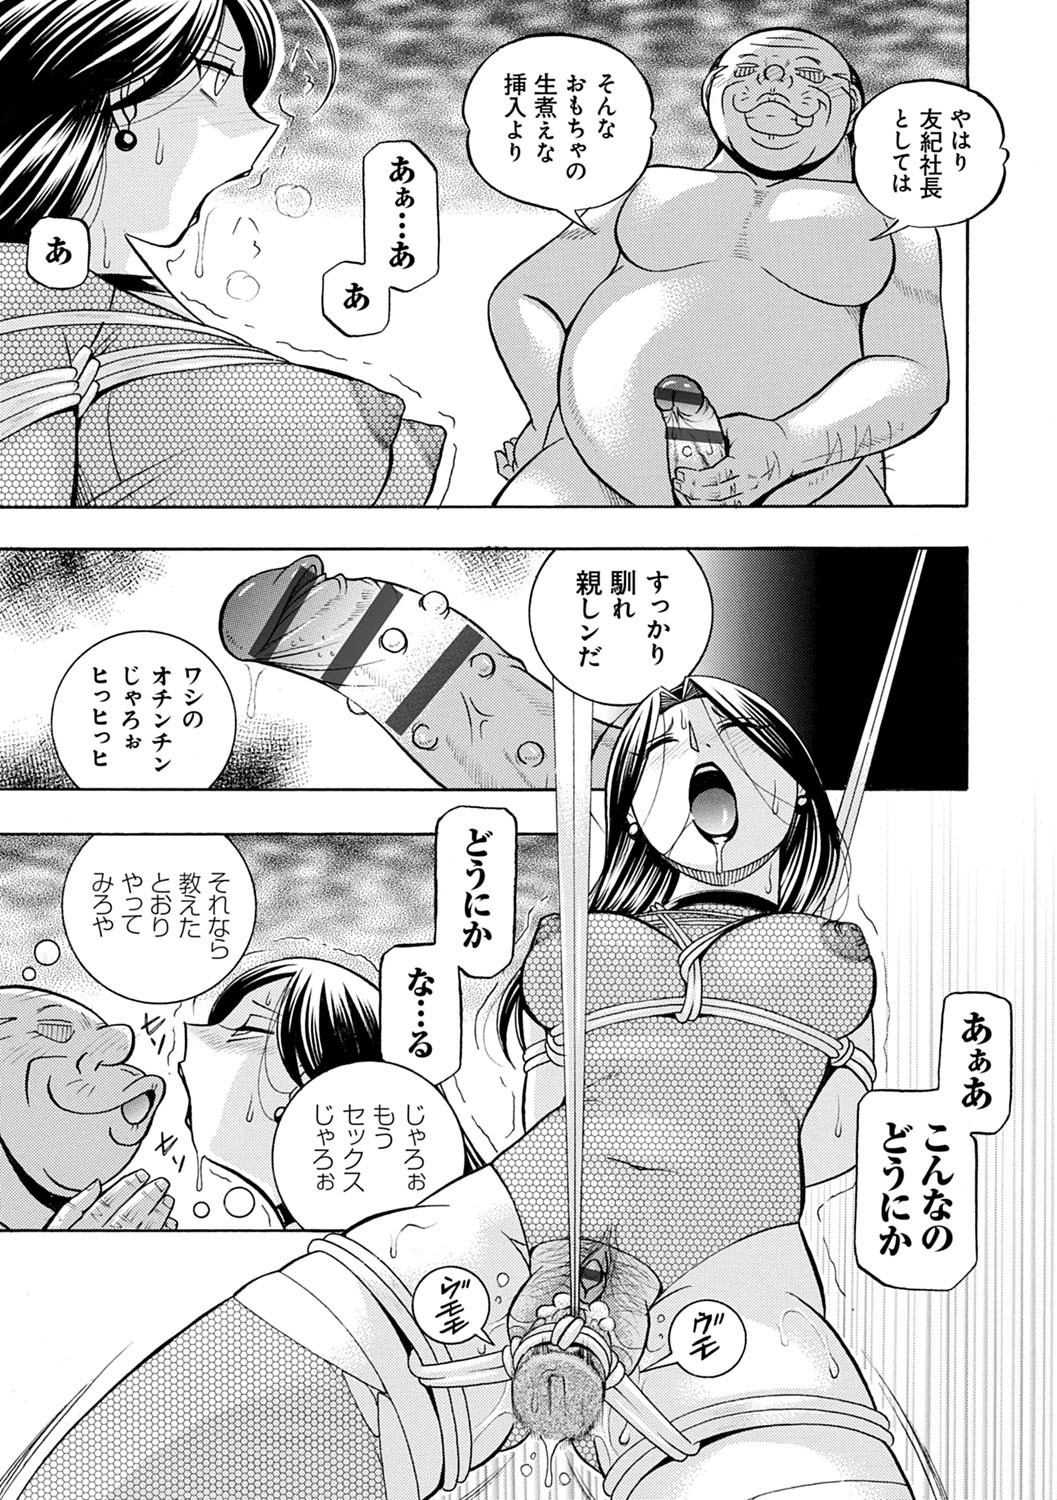 やはり
友紀社長
としては
そんな
おもちゃの
生煮えな
挿入より
あぁ…あ
あ
あ
すっかり
馴れ
親しンだ
ワシの
オチンチン
じゃろぉ
ヒっヒっヒ
あぁあ
こんなの
どうにか
どうにか
な…る
それなら
教えた
とおり
やって
みろや
じゃろぉ
もう
セックス
じゃろぉ
ヴモモ
ヴモ